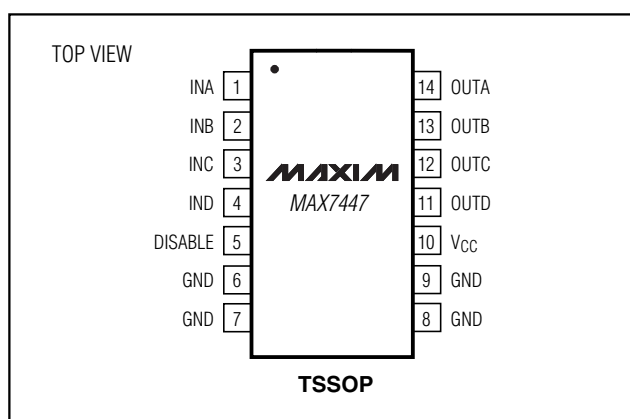 TOP VIEW
INA 1 14 OUTA
INB 2 13 OUTB
INC 3 12 OUTC
MAXIM
IND 4 MAX7447 11 OUTD
DISABLE 5 10 VCC
GND 6 9 GND
GND 7 8 GND
TSSOP